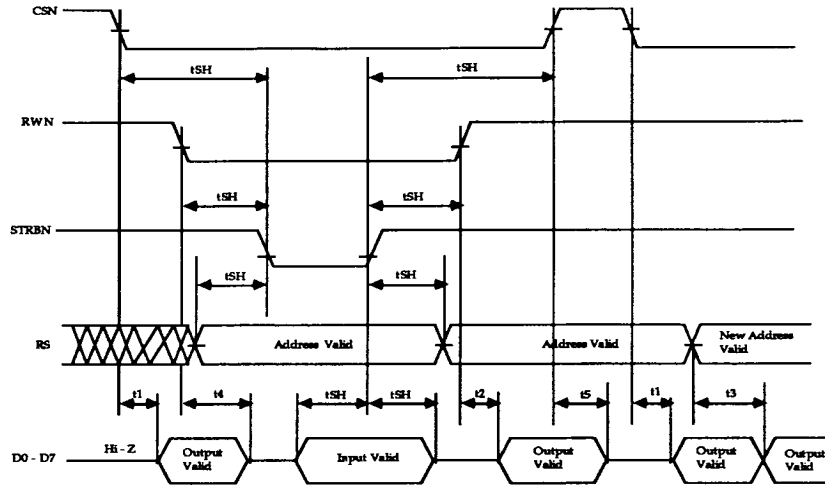 CSN
tSH
tSH
RWN
tSH
tSH
STRBN
tSH
tSH
RS
Address Valid
Address Valid
New Address
Valid
t1
t4
tSH
tSH
t2
t5
t1
t3
D0 - D7
Hi - Z
Output
Valid
Input Valid
Output
Valid
Output
Valid
Output
Valid